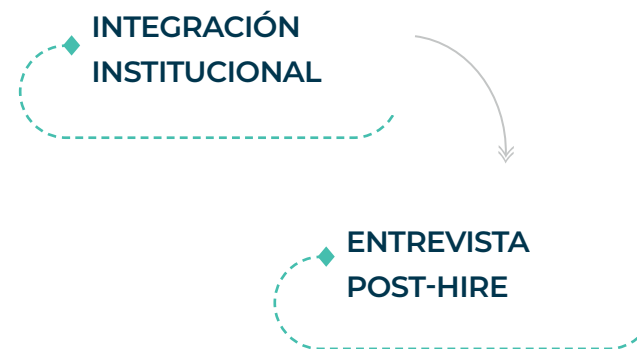 INTEGRACIÓN
INSTITUCIONAL
ENTREVISTA
POST-HIRE